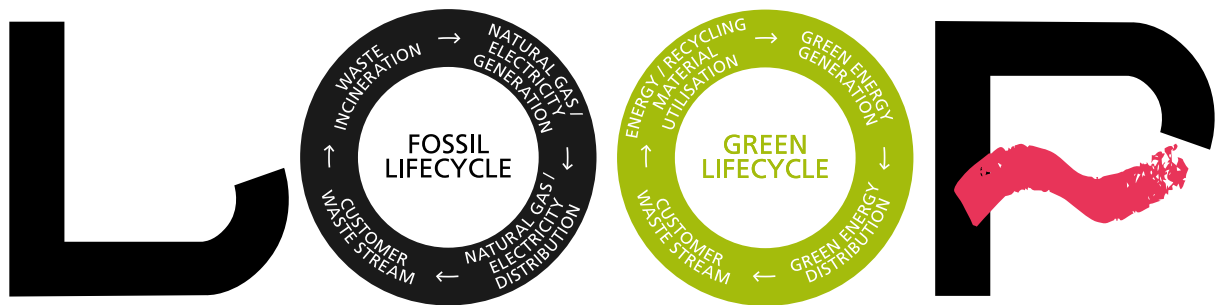 L
FOSSIL
LIFECYCLE
WASTE
INCINERATION
NATURAL GAS /
ELECTRICITY
GENERATION
NATURAL GAS /
ELECTRICITY
DISTRIBUTION
CUSTOMER
WASTE STREAM
GREEN
LIFECYCLE
ENERGY / RECYCLING
MATERIAL
UTILISATION
GREEN ENERGY
GENERATION
GREEN ENERGY
DISTRIBUTION
CUSTOMER
WASTE STREAM
P